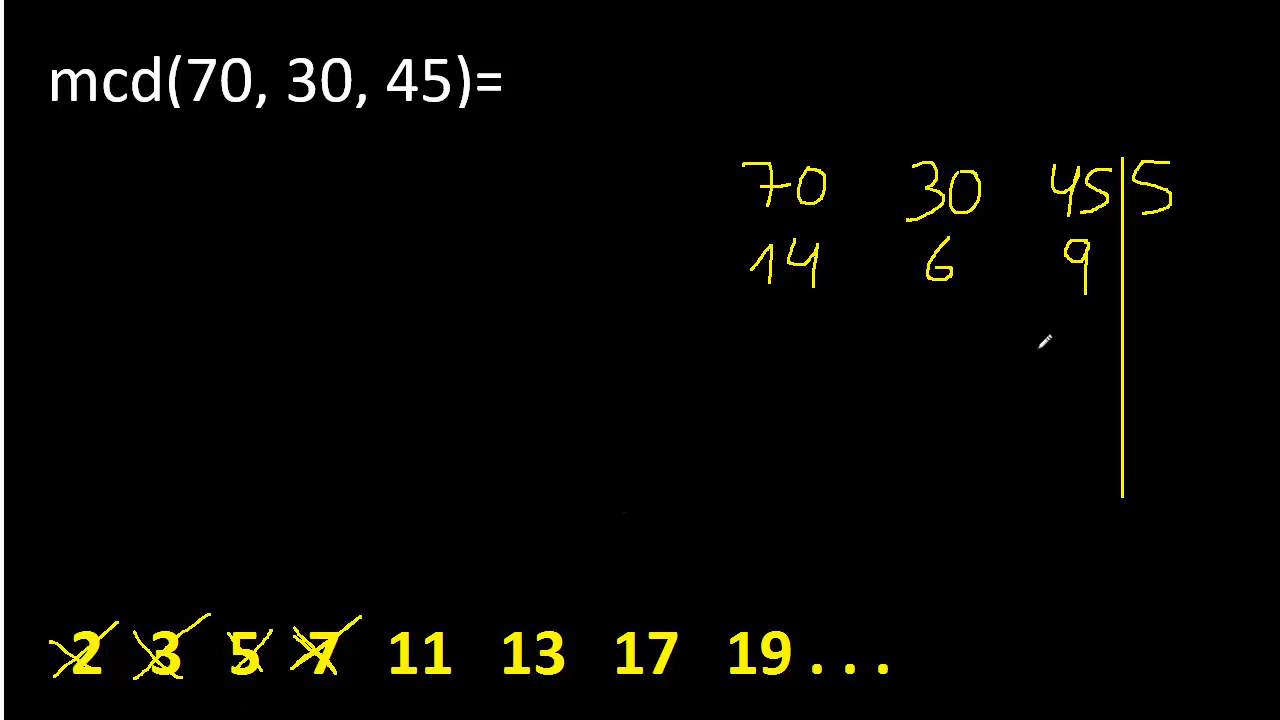 mcd(70, 30, 45)=
70 30 45 5
14 6 9
2 3 5 7 11 13 17 19 . . .